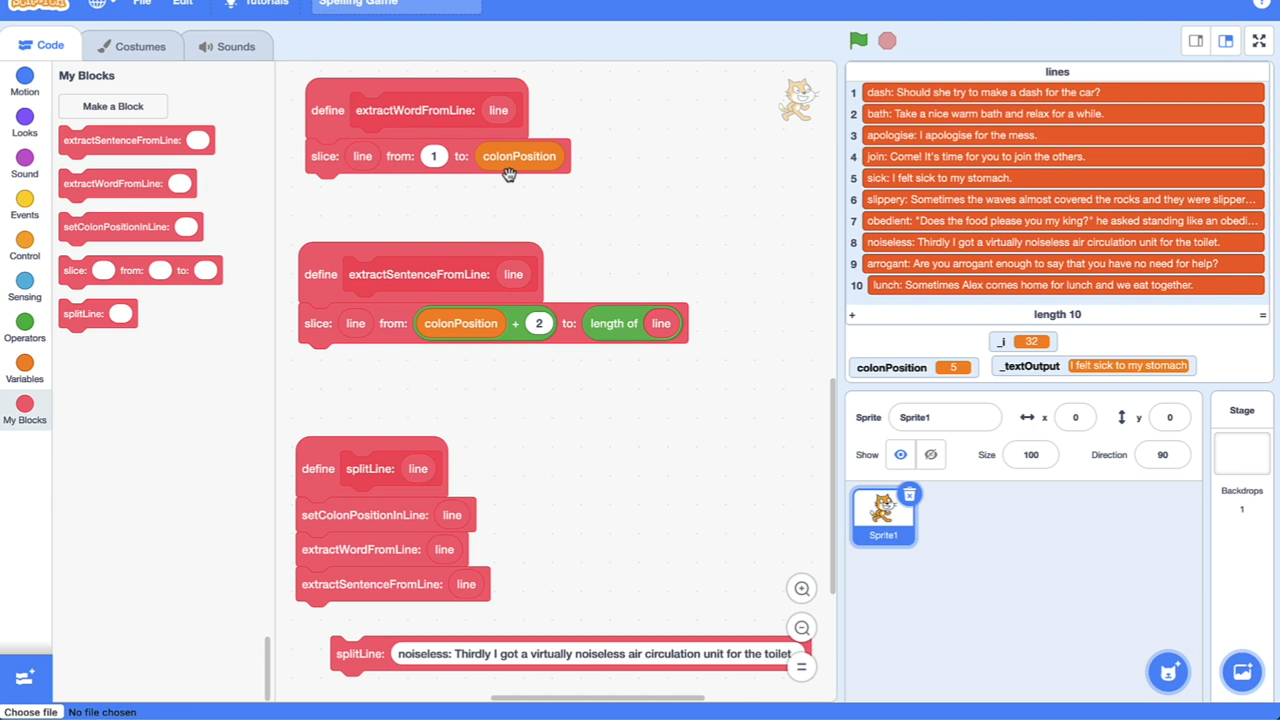 SCRATCH File Edit Tutorials Spelling Game ?
Code Costumes Sounds
Motion
Looks
Sound
Events
Control
Sensing
Operators
Variables
My Blocks
My Blocks
Make a Block
extractSentenceFromLine:
extractWordFromLine:
setColonPositionInLine:
slice: from: to:
splitLine:
define extractWordFromLine: line
slice: line from: 1 to: colonPosition
define extractSentenceFromLine: line
slice: line from: colonPosition + 2 to: length of line
define splitLine: line
setColonPositionInLine: line
extractWordFromLine: line
extractSentenceFromLine: line
splitLine: noiseless: Thirdly I got a virtually noiseless air circulation unit for the toilet
lines
1 dash: Should she try to make a dash for the car?
2 bath: Take a nice warm bath and relax for a while.
3 apologise: I apologise for the mess.
4 join: Come! It's time for you to join the others.
5 sick: I felt sick to my stomach.
6 slippery: Sometimes the waves almost covered the rocks and they were slipper...
7 obedient: "Does the food please you my king?" he asked standing like an obedi...
8 noiseless: Thirdly I got a virtually noiseless air circulation unit for the toilet.
9 arrogant: Are you arrogant enough to say that you have no need for help?
10 lunch: Sometimes Alex comes home for lunch and we eat together.
+ length 10 =
_i 32
colonPosition 5
_textOutput I felt sick to my stomach
Sprite Sprite1 x 0 y 0
Show Size 100 Direction 90
Sprite1
Stage
Backdrops
1
Choose file No file chosen